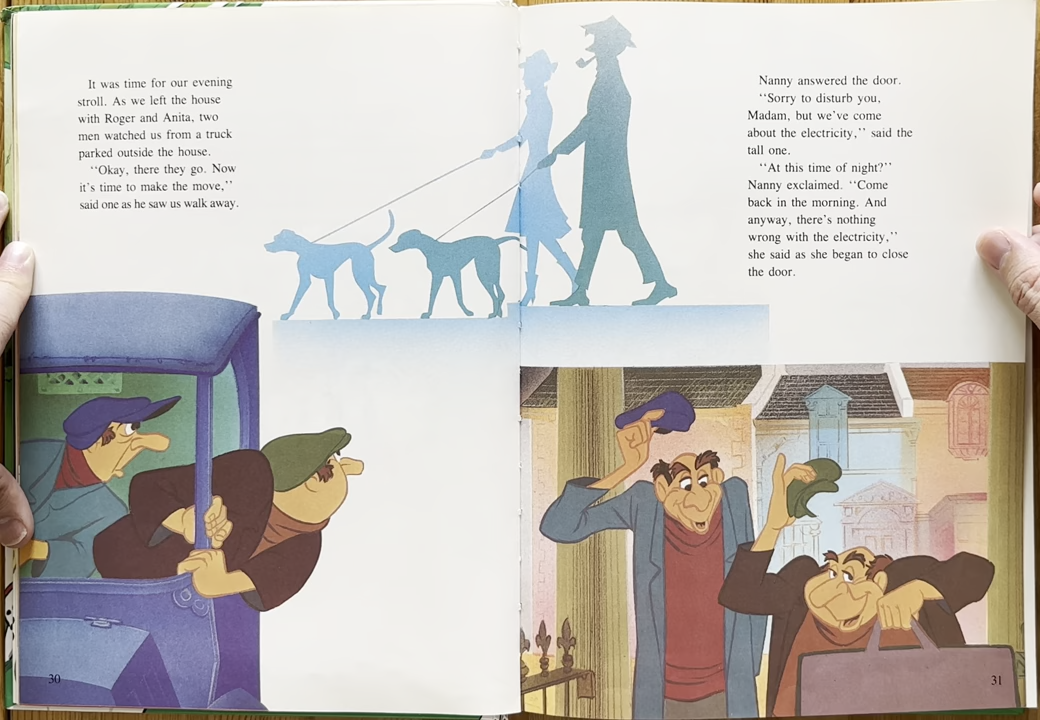 It was time for our evening
stroll. As we left the house
with Roger and Anita, two
men watched us from a truck
parked outside the house.
‘‘Okay, there they go. Now
it’s time to make the move,’’
said one as he saw us walk away.
30
Nanny answered the door.
‘‘Sorry to disturb you,
Madam, but we’ve come
about the electricity,’’ said the
tall one.
‘‘At this time of night?’’
Nanny exclaimed. ‘‘Come
back in the morning. And
anyway, there’s nothing
wrong with the electricity,’’
she said as she began to close
the door.
31